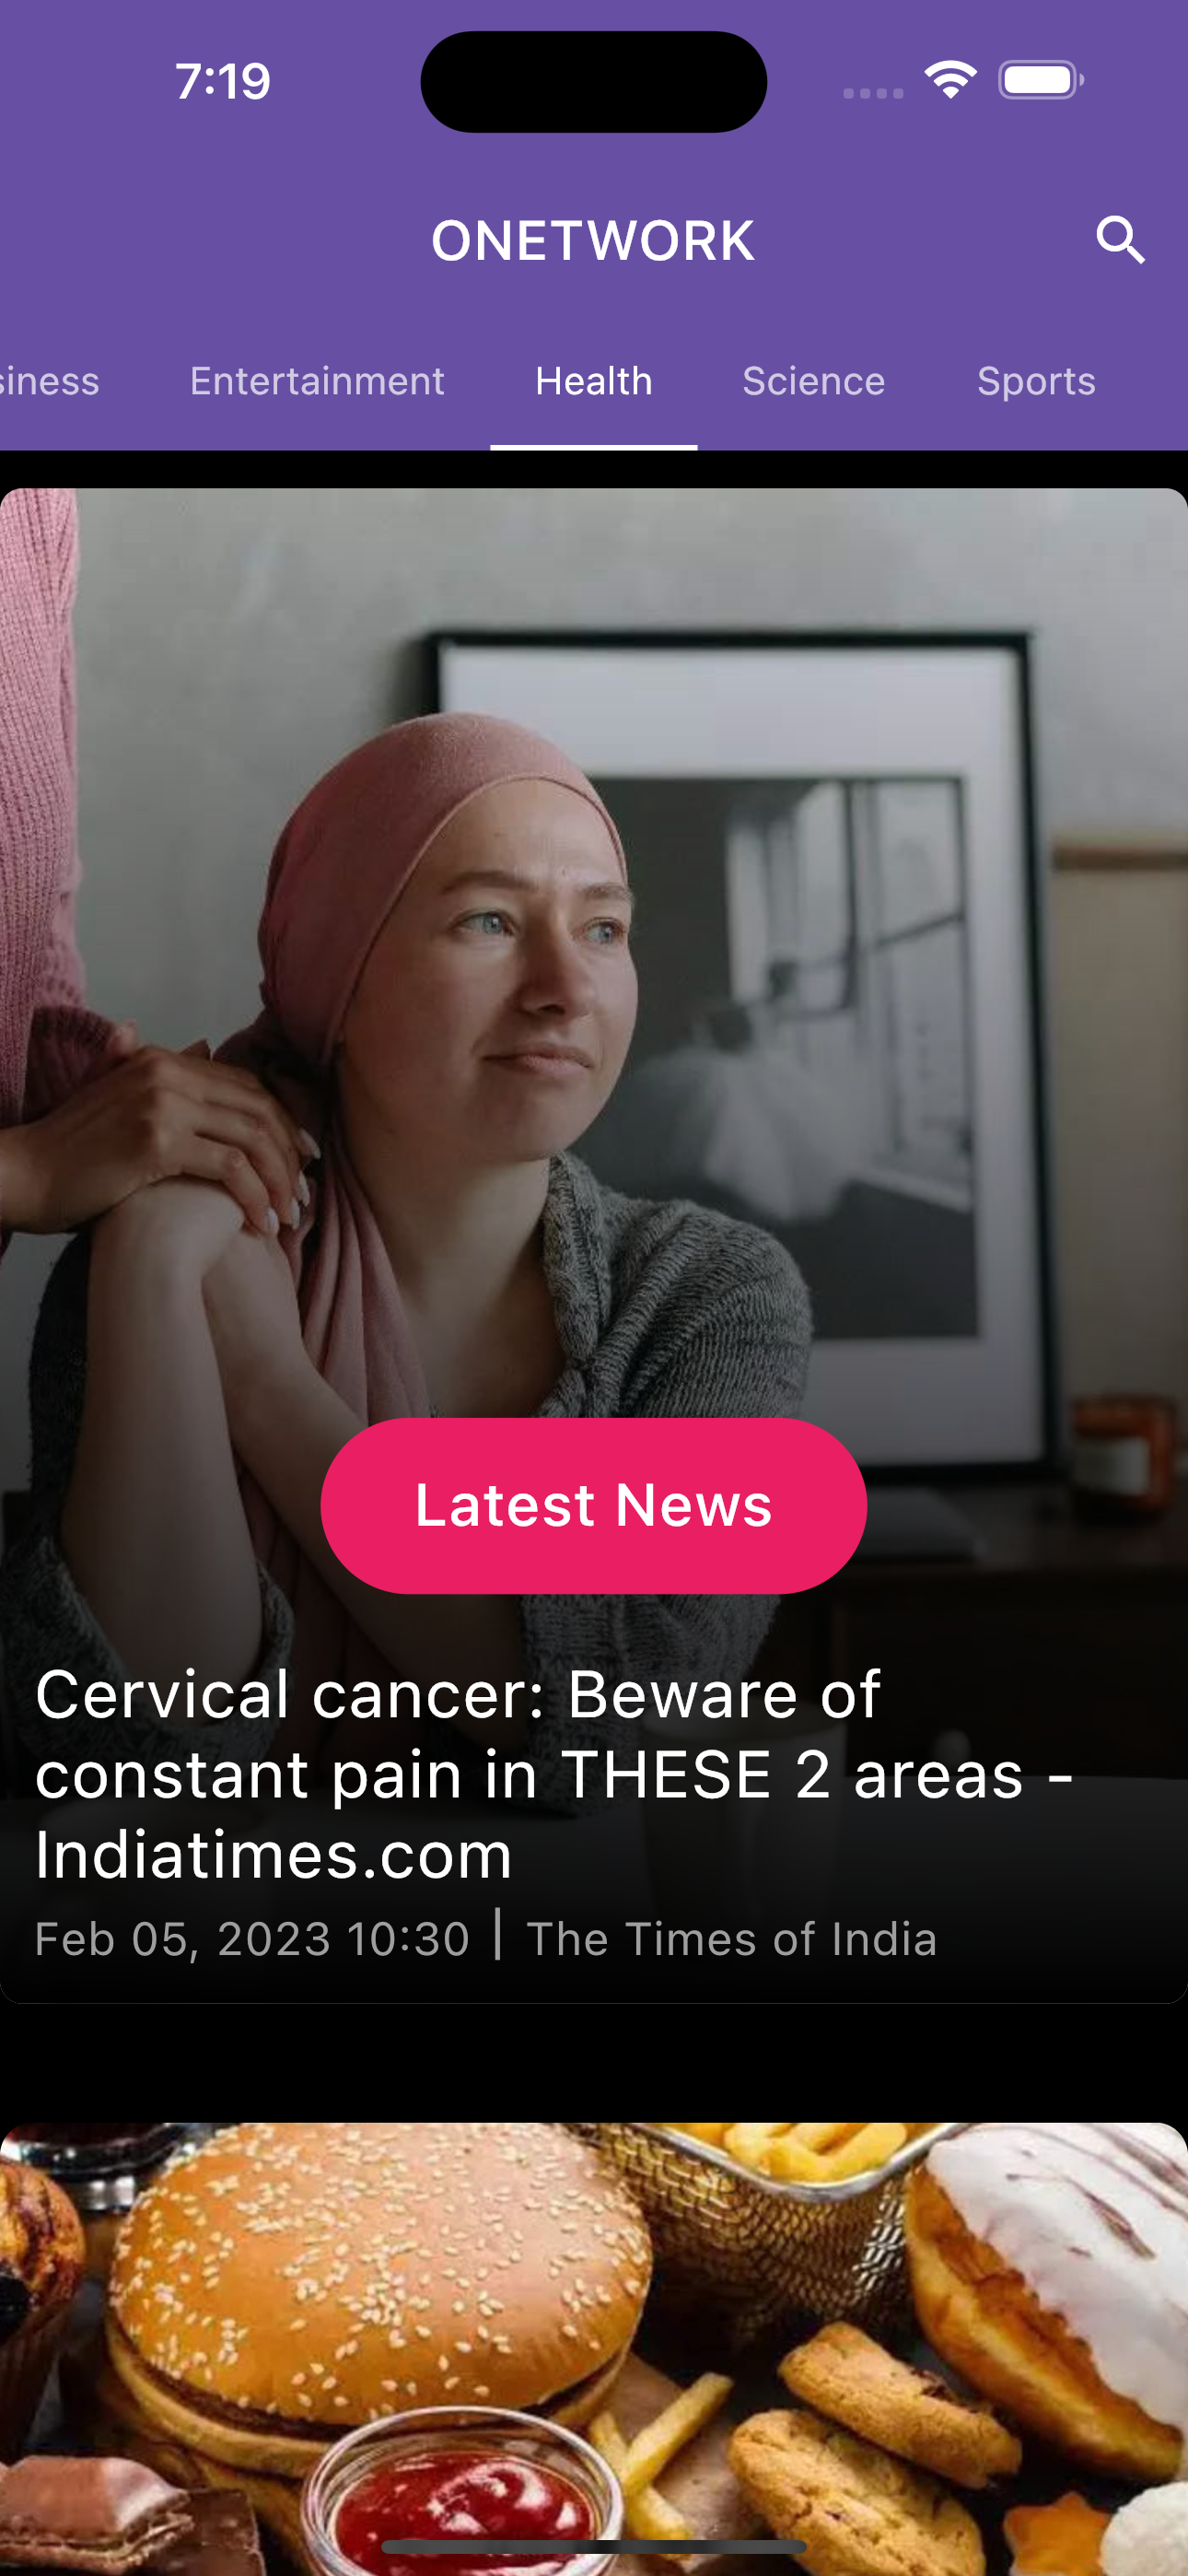 7:19
ONETWORK
siness Entertainment Health Science Sports
Latest News
Cervical cancer: Beware of
constant pain in THESE 2 areas -
Indiatimes.com
Feb 05, 2023 10:30 | The Times of India